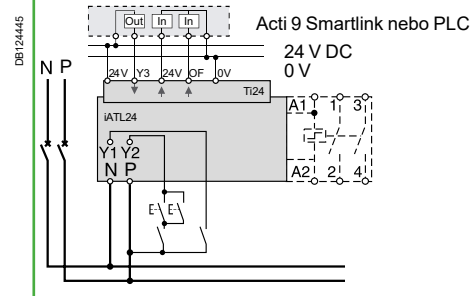 DB124445
Out In In
Acti 9 Smartlink nebo PLC
24 V DC
0 V
N P
24V Y3 24V OF 0V
Ti24
iATL24
A1 1 3
Y1 Y2
N P
A2 2 4
E E